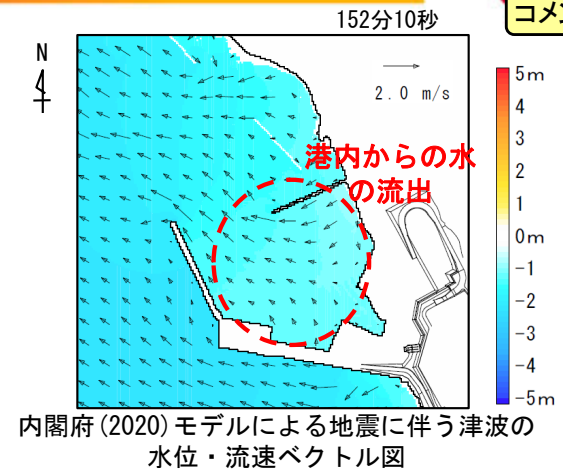 コメン
152分10秒
N
2.0 m/s
港内からの水
の流出
5m
4
3
2
1
0m
-1
-2
-3
-4
-5m
内閣府(2020)モデルによる地震に伴う津波の
水位・流速ベクトル図